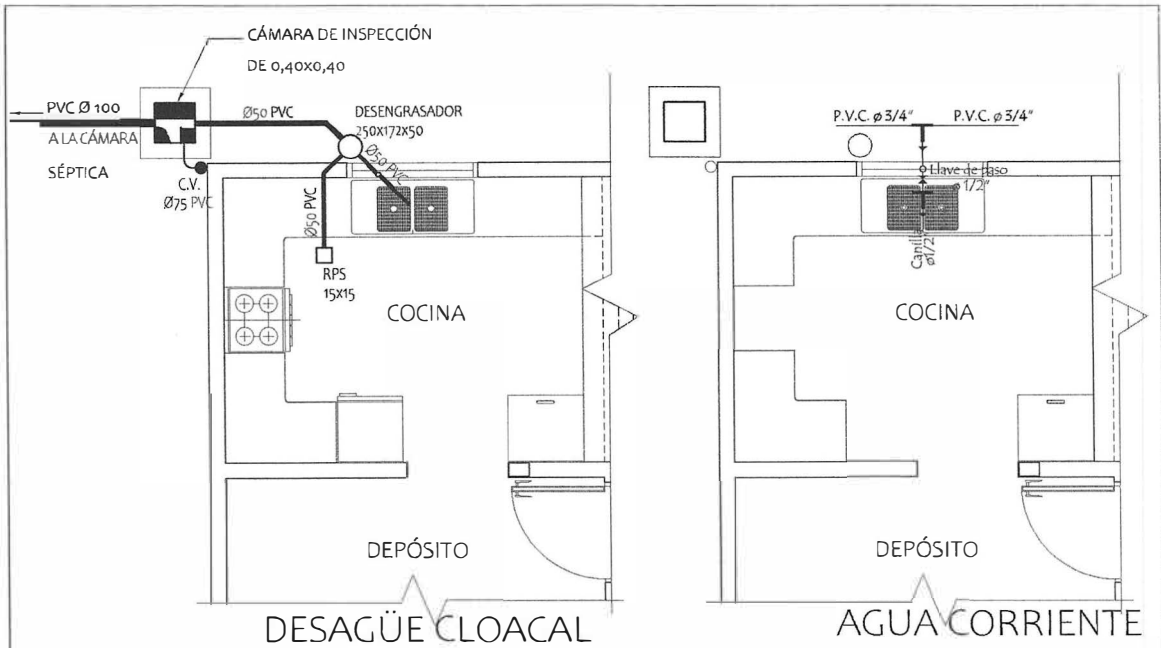 CÁMARA DE INSPECCIÓN
DE 0,40x0,40
PVC Ø 100
A LA CÁMARA
SÉPTICA
Ø50 PVC
DESENGRASADOR
250x172x50
C.V.
Ø75 PVC
Ø50 PVC
Ø50 PVC
RPS
15x15
COCINA
DEPÓSITO
DESAGÜE CLOACAL
P.V.C. ø 3/4"
P.V.C. ø 3/4"
Llave de paso
ø 1/2"
Canilla
ø1/2"
COCINA
DEPÓSITO
AGUA CORRIENTE